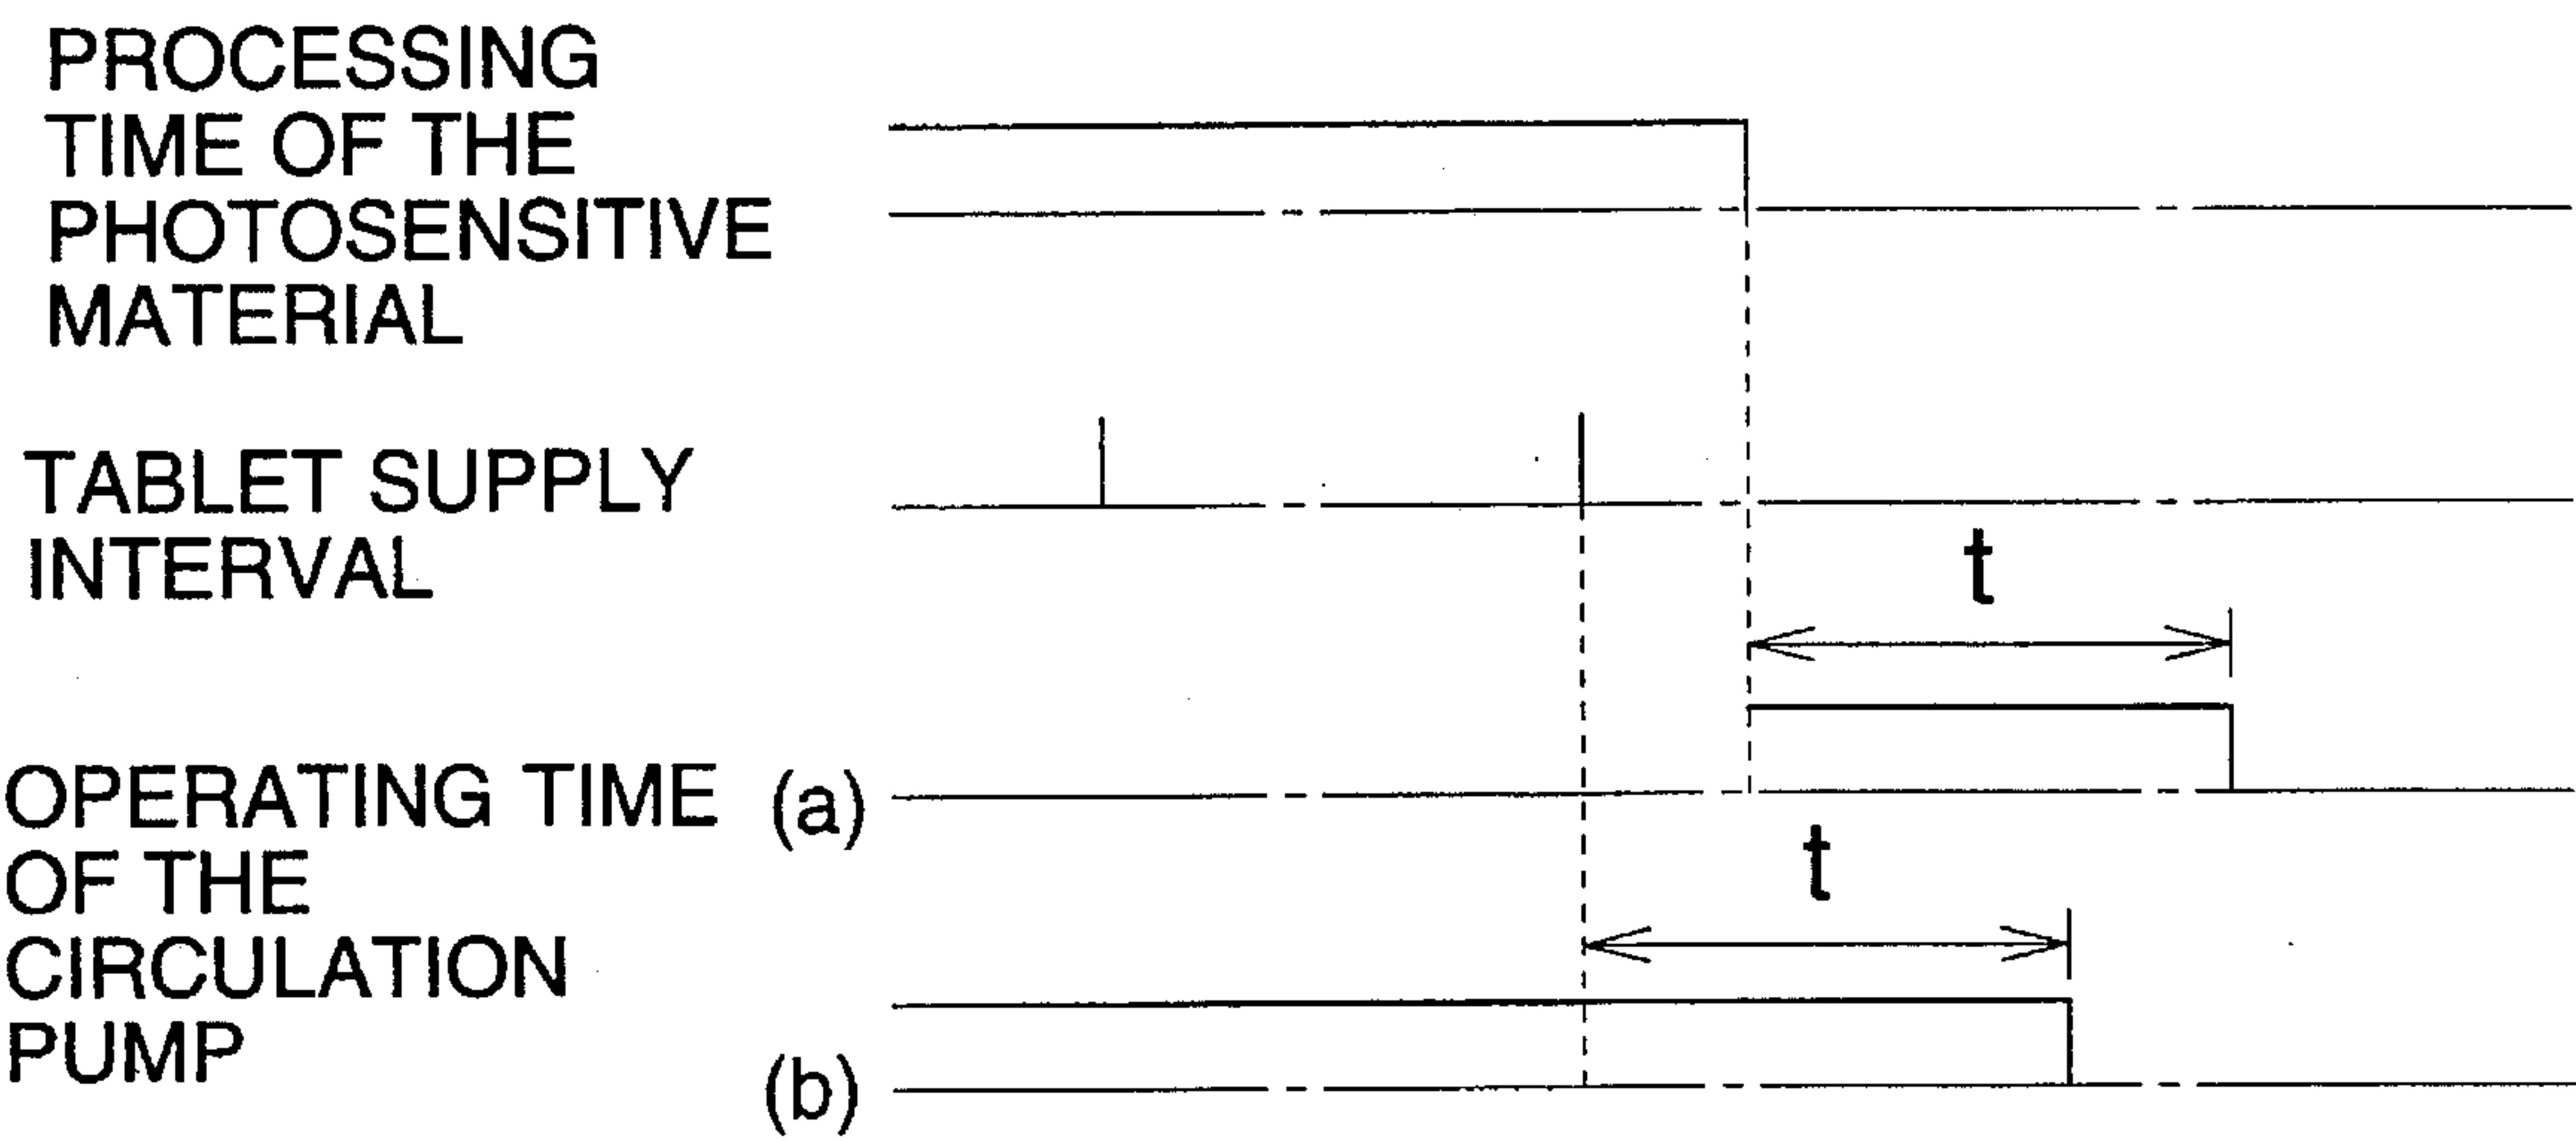 PROCESSING
TIME OF THE
PHOTOSENSITIVE
MATERIAL
TABLET SUPPLY
INTERVAL
t
OPERATING TIME (a)
OF THE
CIRCULATION
PUMP
t
(b)